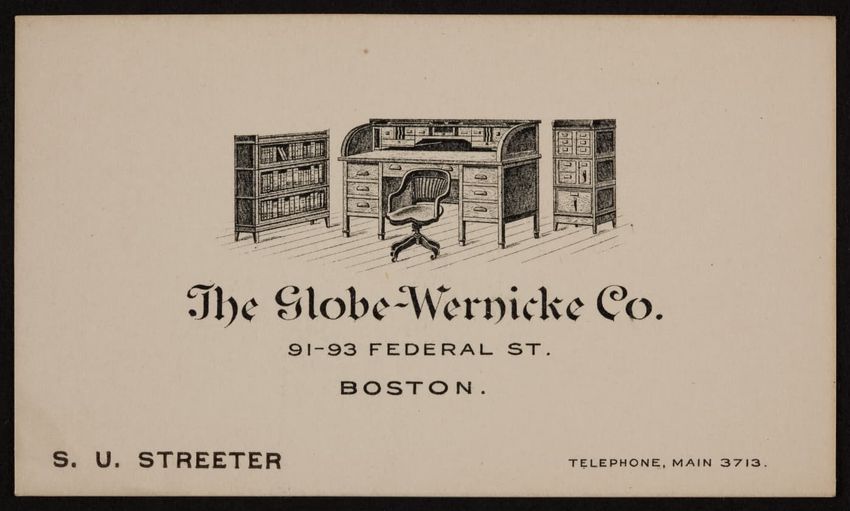 The Globe-Wernicke Co.
91-93 FEDERAL ST.
BOSTON.
S. U. STREETER
TELEPHONE, MAIN 3713.